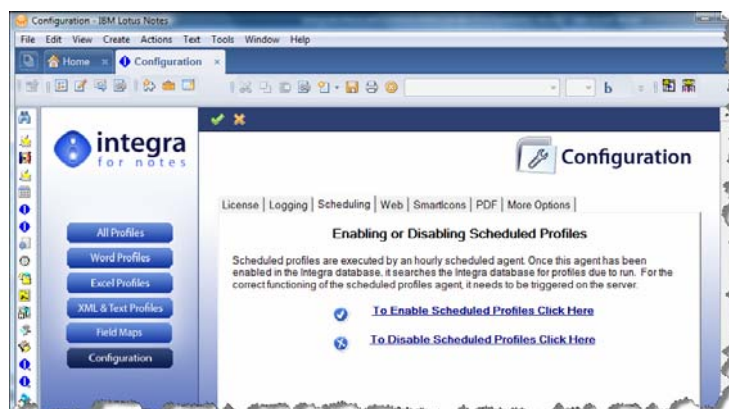 Configuration - IBM Lotus Notes
File Edit View Create Actions Text Tools Window Help
Home Configuration
b
integra
for notes
Configuration
License | Logging | Scheduling | Web | SmartIcons | PDF | More Options |
All Profiles
Word Profiles
Excel Profiles
XML & Text Profiles
Field Maps
Configuration
Enabling or Disabling Scheduled Profiles
Scheduled profiles are executed by an hourly scheduled agent. Once this agent has been
enabled in the Integra database, it searches the Integra database for profiles due to run. For the
correct functioning of the scheduled profiles agent, it needs to be triggered on the server.
To Enable Scheduled Profiles Click Here
To Disable Scheduled Profiles Click Here